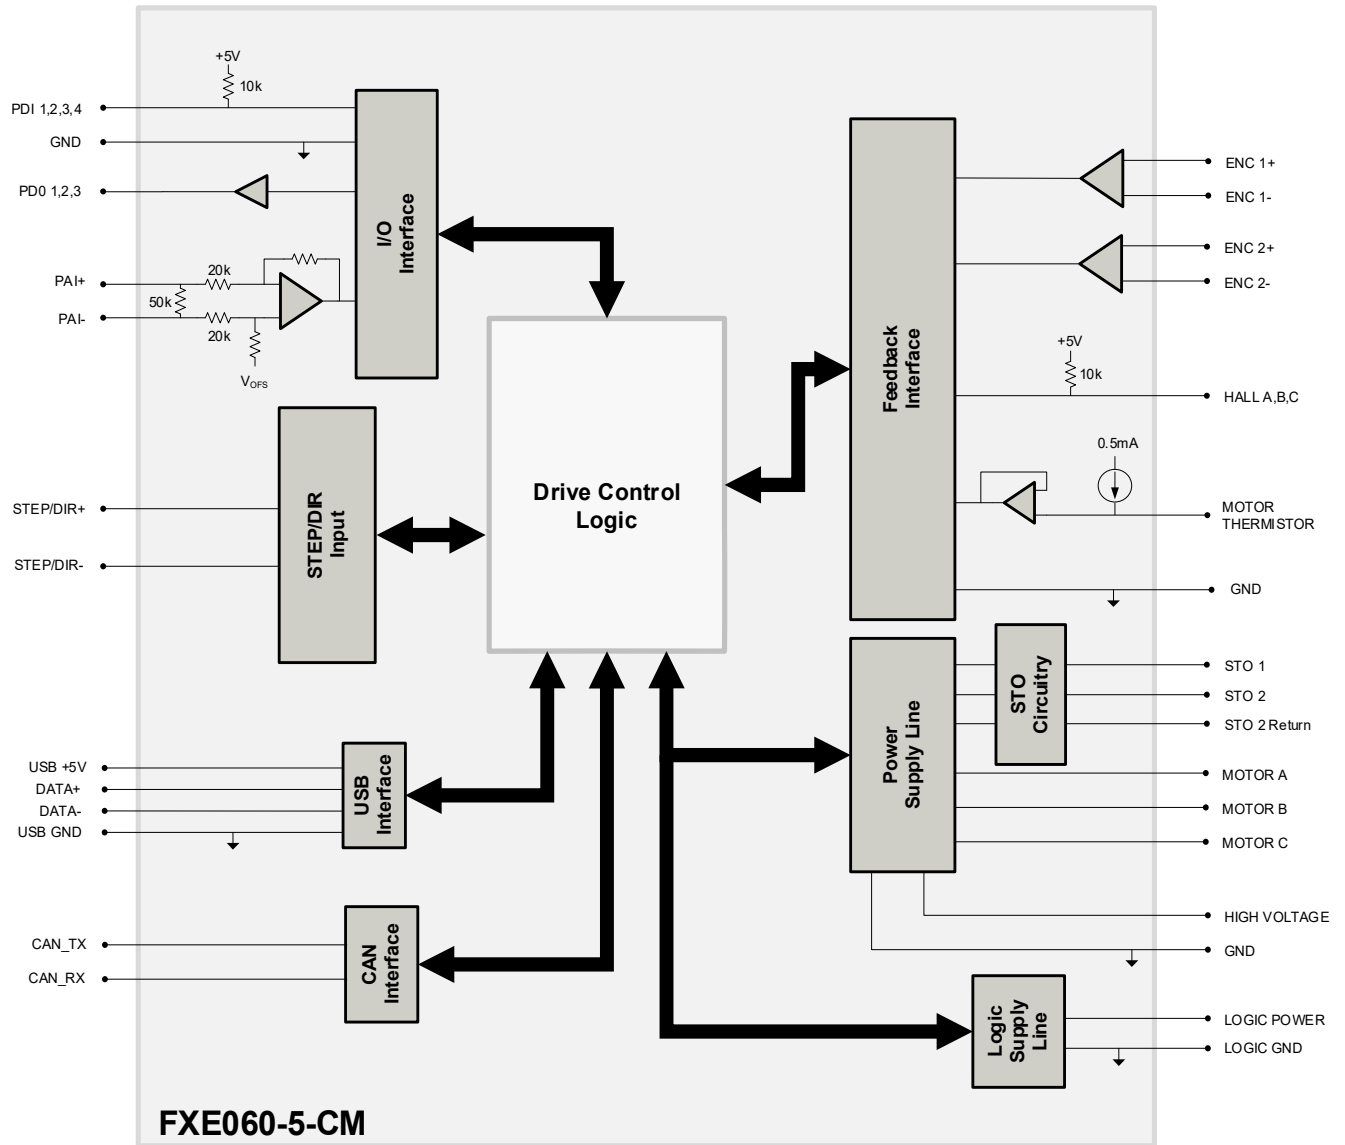 +5V
10k
PDI 1,2,3,4
GND
PD0 1,2,3
I/O
Interface
PAI+
20k
50k
PAI-
20k
VOFS
STEP/DIR+
STEP/DIR-
STEP/DIR
Input
Drive Control
Logic
USB +5V
DATA+
DATA-
USB GND
USB
Interface
CAN_TX
CAN_RX
CAN
Interface
Feedback
Interface
ENC 1+
ENC 1-
ENC 2+
ENC 2-
+5V
10k
HALL A,B,C
0.5mA
MOTOR
THERMISTOR
GND
Power
Supply Line
STO
Circuitry
STO 1
STO 2
STO 2 Return
MOTOR A
MOTOR B
MOTOR C
HIGH VOLTAGE
GND
Logic
Supply
Line
LOGIC POWER
LOGIC GND
FXE060-5-CM